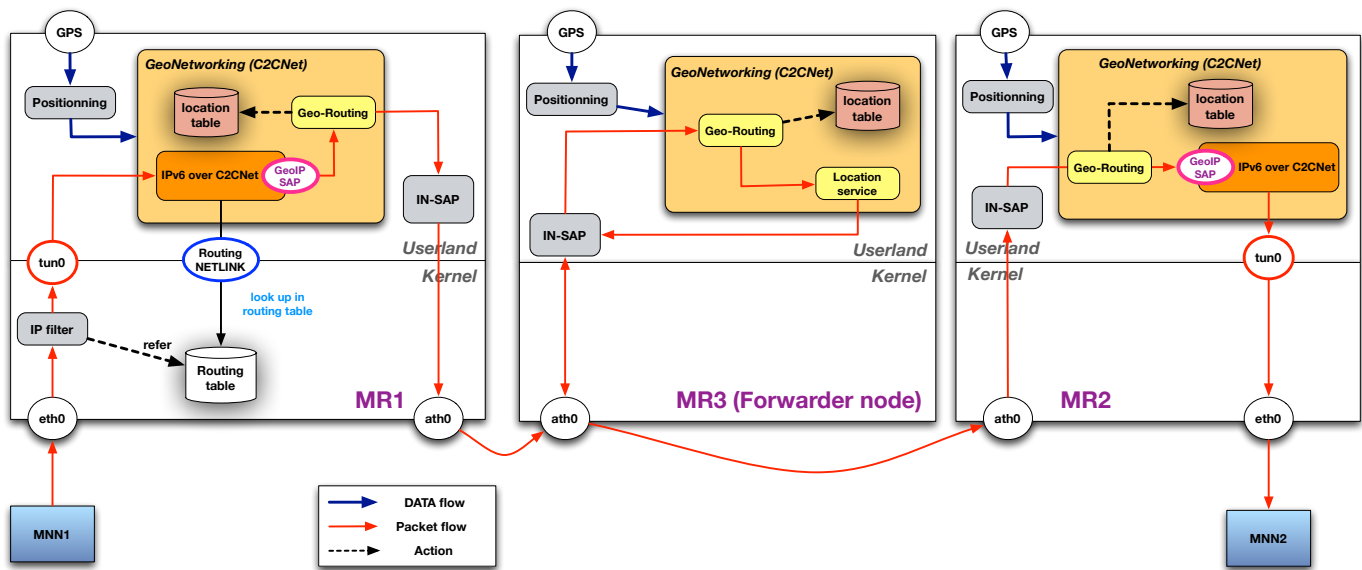 GPS
GeoNetworking (C2CNet)
Positionning
location
table
Geo-Routing
IPv6 over C2CNet
GeoIP
SAP
IN-SAP
tun0
Routing
NETLINK
Userland
Kernel
look up in
routing table
IP filter
refer
Routing
table
MR1
eth0
ath0
MNN1
GPS
GeoNetworking (C2CNet)
Positionning
location
table
Geo-Routing
Location
service
IN-SAP
Userland
Kernel
MR3 (Forwarder node)
ath0
GPS
GeoNetworking (C2CNet)
Positionning
location
table
Geo-Routing
GeoIP
SAP
IPv6 over C2CNet
IN-SAP
Userland
Kernel
tun0
MR2
ath0
eth0
MNN2
DATA flow
Packet flow
Action